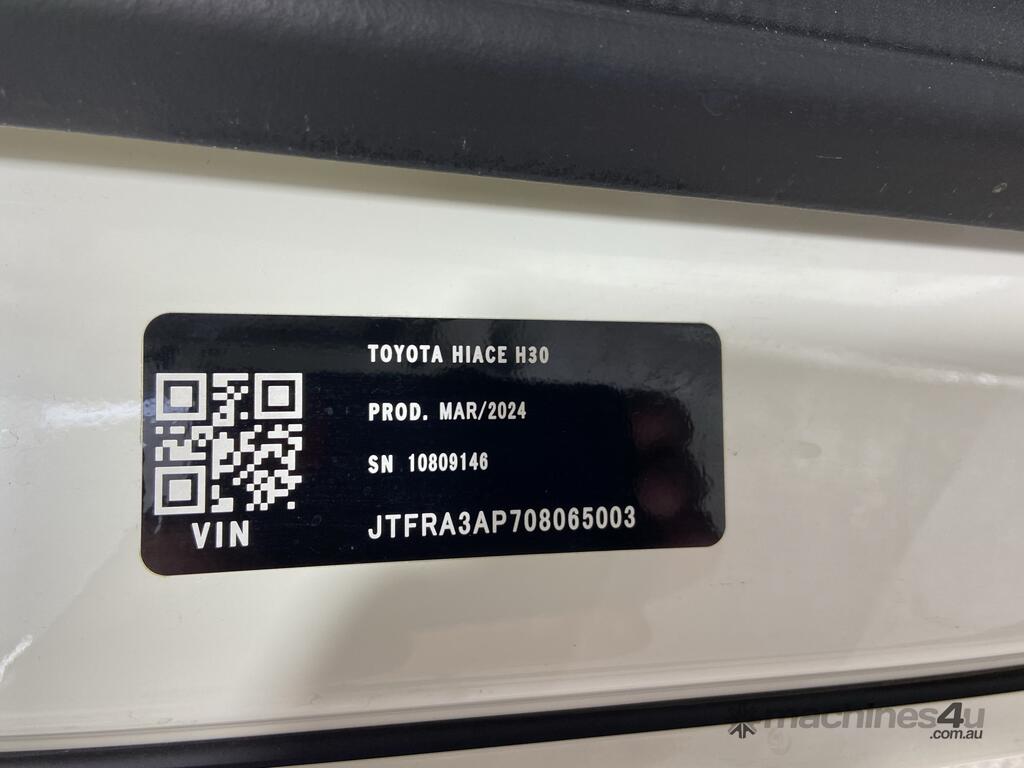 TOYOTA HIACE H30
PROD. MAR/2024
SN 10809146
VIN
JTFRA3AP708065003
machines4u
.com.au